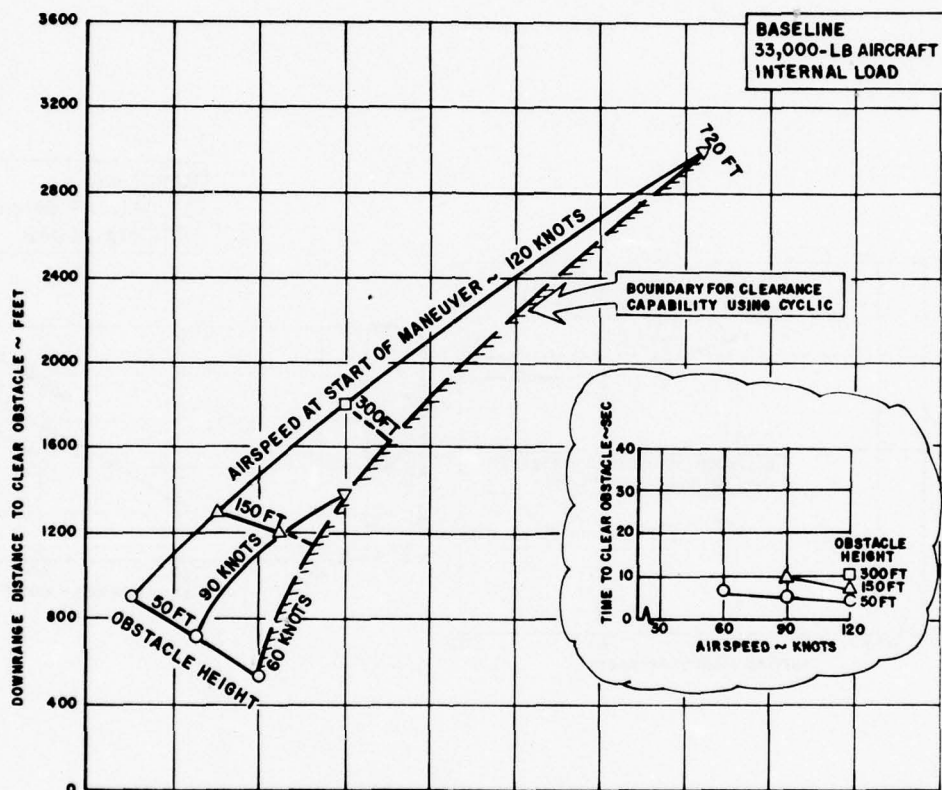 BASELINE
33,000-LB AIRCRAFT
INTERNAL LOAD
DOWNRANGE DISTANCE TO CLEAR OBSTACLE ~ FEET
3600
3200
2800
2400
2000
1600
1200
800
400
0
720 FT
AIRSPEED AT START OF MANEUVER ~ 120 KNOTS
BOUNDARY FOR CLEARANCE
CAPABILITY USING CYCLIC
300FT
150 FT
90 KNOTS
60 KNOTS
50 FT
OBSTACLE HEIGHT
TIME TO CLEAR OBSTACLE~SEC
40
30
20
10
0
OBSTACLE
HEIGHT
300 FT
150 FT
50 FT
30
60
90
120
AIRSPEED ~ KNOTS